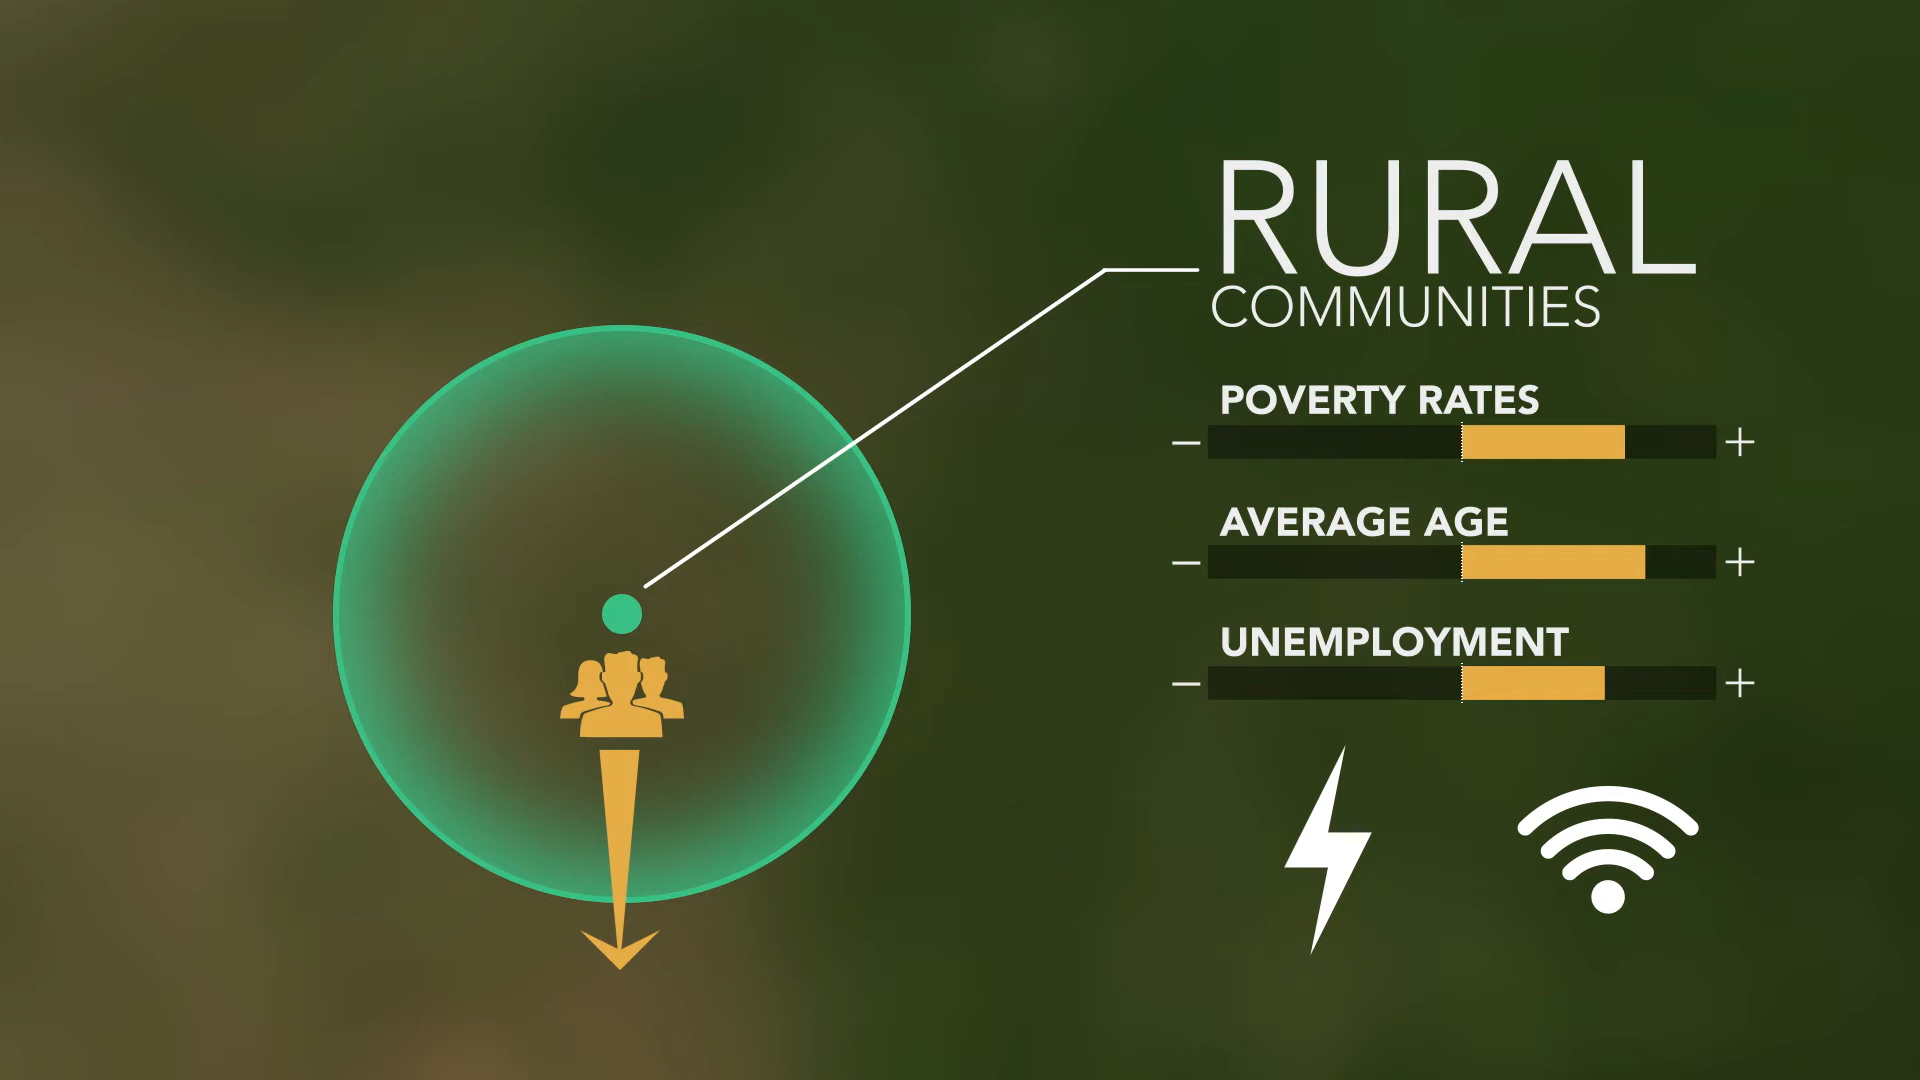 RURAL
COMMUNITIES
POVERTY RATES
– +
AVERAGE AGE
– +
UNEMPLOYMENT
– +